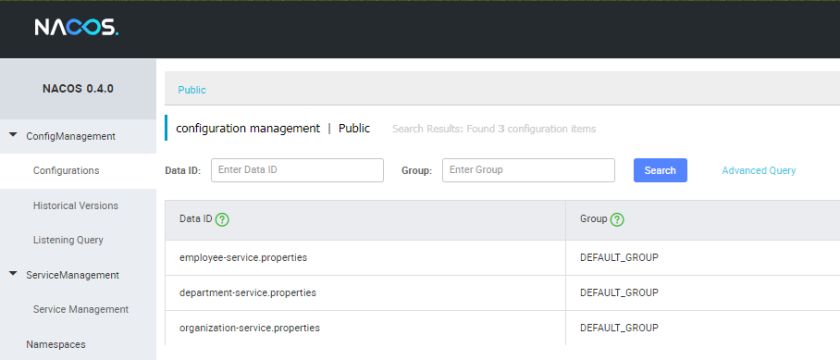 NACOS.
NACOS 0.4.0
Public
ConfigManagement
configuration management | Public Search Results: Found 3 configuration items
Configurations
Data ID: Enter Data ID Group: Enter Group Search Advanced Query
Historical Versions
Data ID ? Group ?
Listening Query
employee-service.properties DEFAULT_GROUP
ServiceManagement
department-service.properties DEFAULT_GROUP
Service Management
organization-service.properties DEFAULT_GROUP
Namespaces